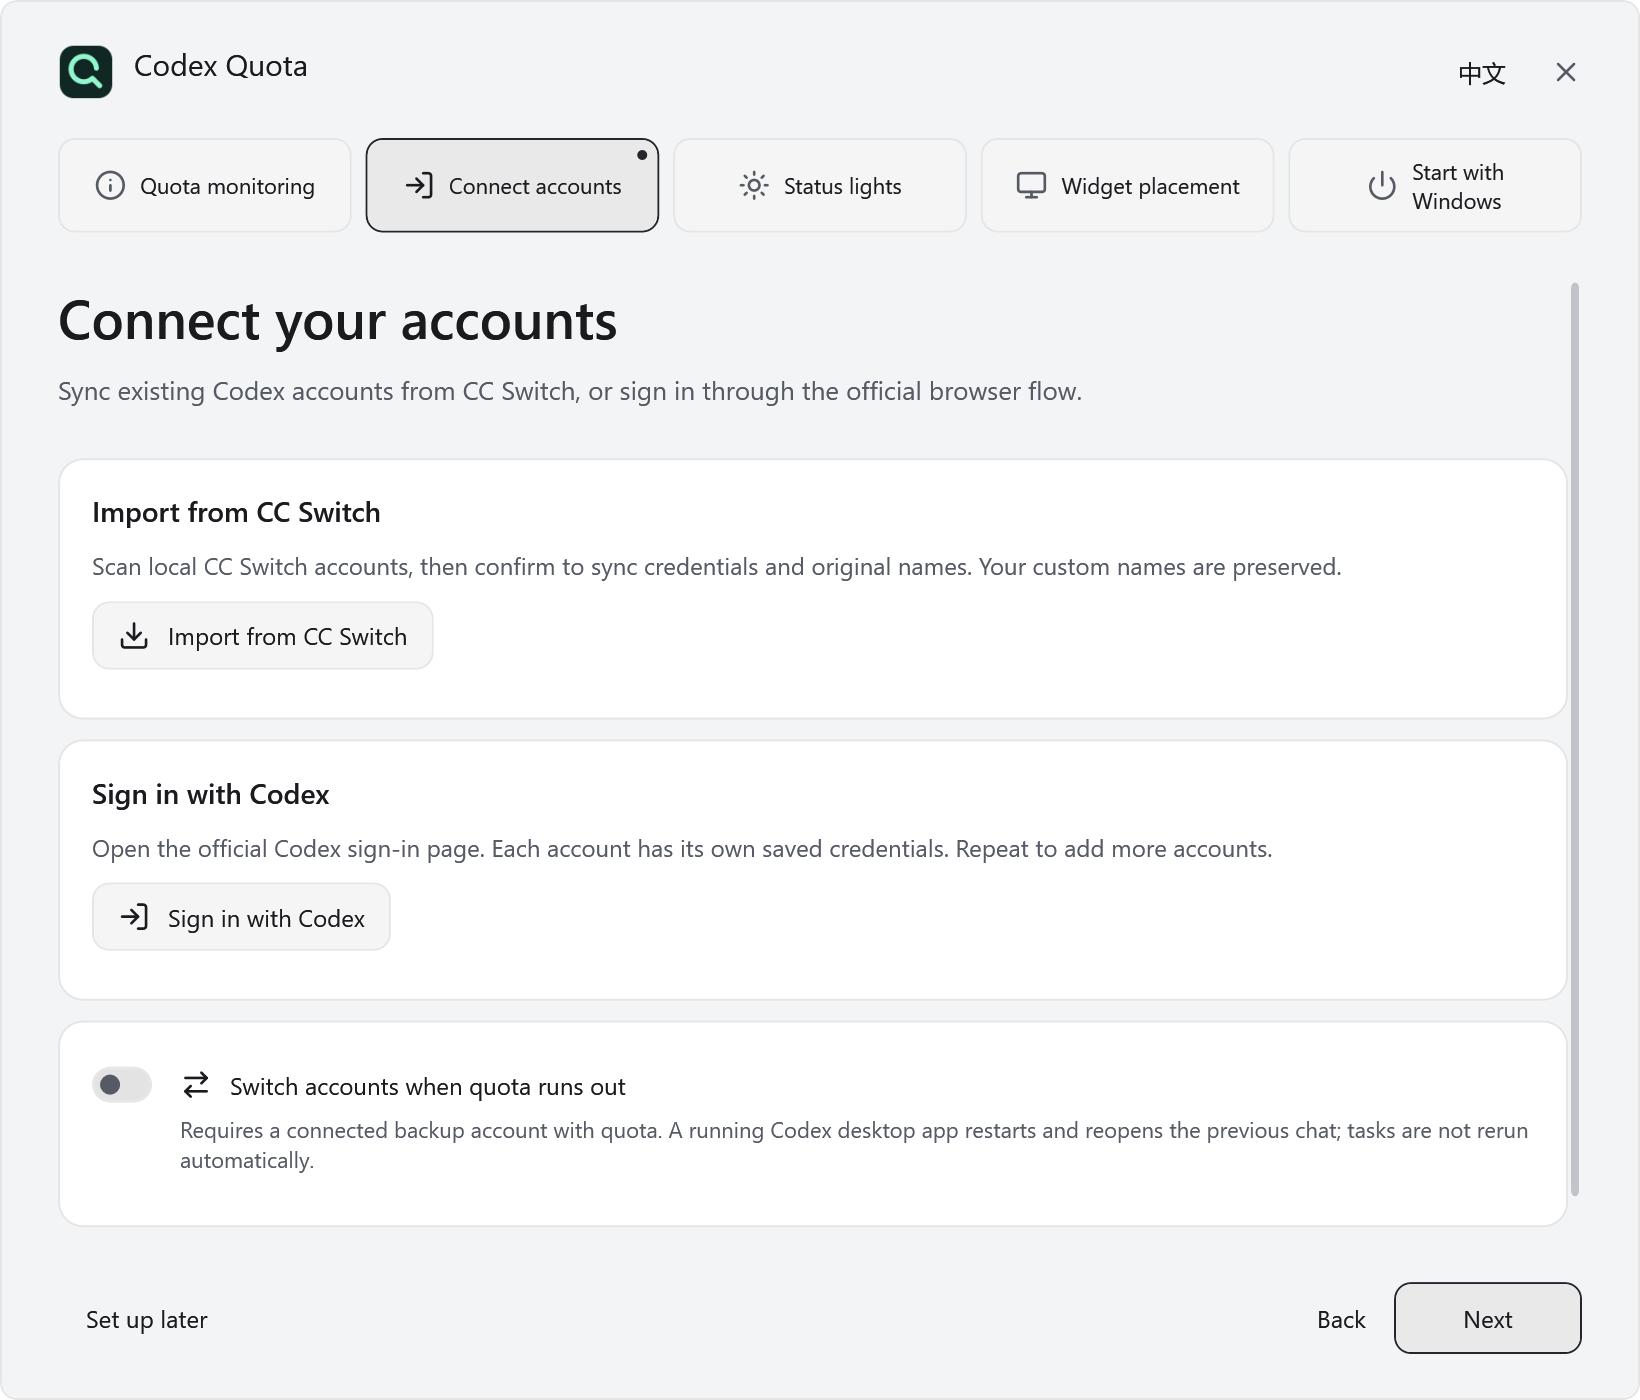 Codex Quota
中文
Quota monitoring
Connect accounts
Status lights
Widget placement
Start with
Windows
Connect your accounts
Sync existing Codex accounts from CC Switch, or sign in through the official browser flow.
Import from CC Switch
Scan local CC Switch accounts, then confirm to sync credentials and original names. Your custom names are preserved.
Import from CC Switch
Sign in with Codex
Open the official Codex sign-in page. Each account has its own saved credentials. Repeat to add more accounts.
Sign in with Codex
Switch accounts when quota runs out
Requires a connected backup account with quota. A running Codex desktop app restarts and reopens the previous chat; tasks are not rerun
automatically.
Set up later
Back
Next